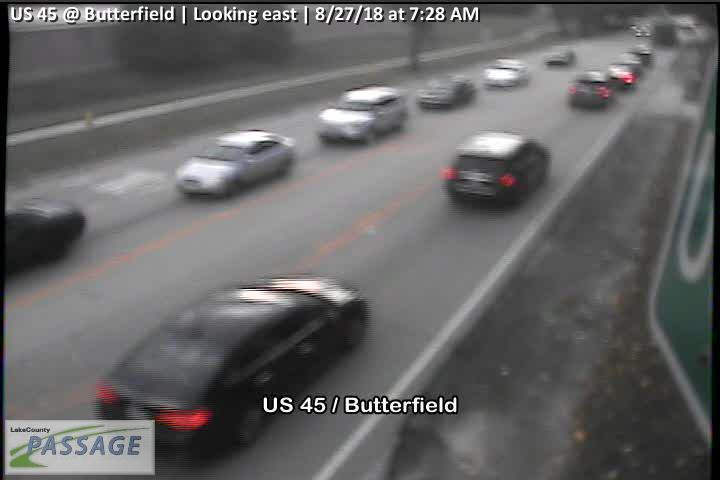 US 45 @ Butterfield | Looking east | 8/27/18 at 7:28 AM
US 45 / Butterfield
LakeCounty
PASSAGE